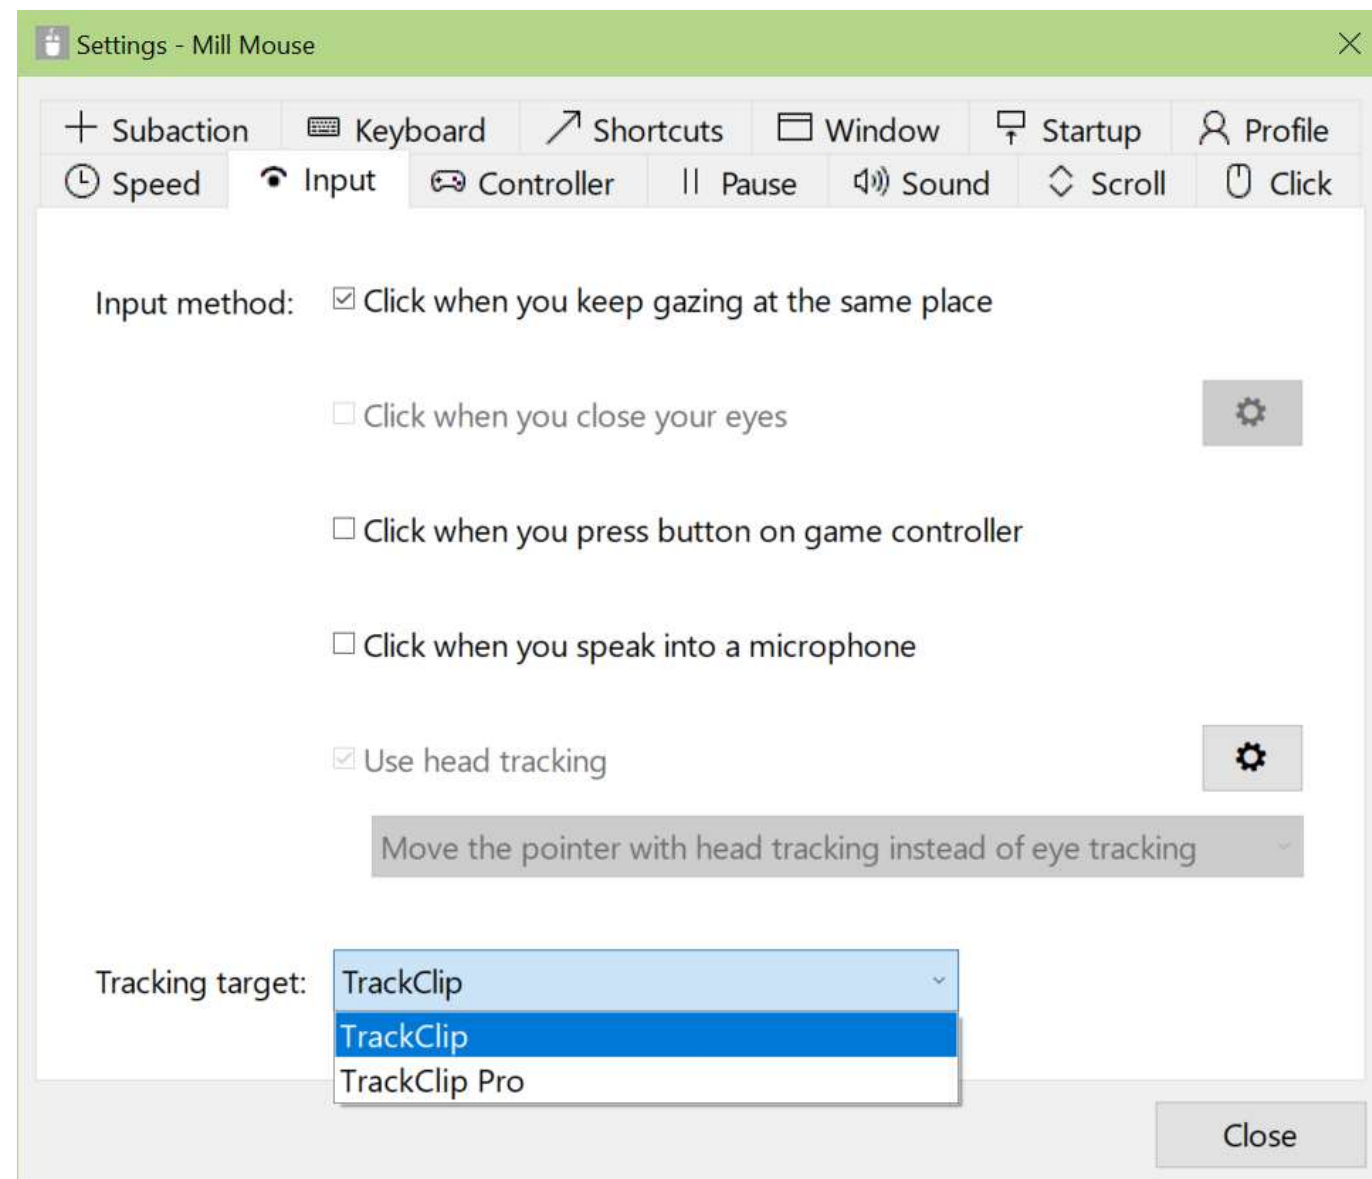 Settings - Mill Mouse
Subaction Keyboard Shortcuts Window Startup Profile
Speed Input Controller Pause Sound Scroll Click
Input method: Click when you keep gazing at the same place
Click when you close your eyes
Click when you press button on game controller
Click when you speak into a microphone
Use head tracking
Move the pointer with head tracking instead of eye tracking
Tracking target: TrackClip
TrackClip
TrackClip Pro
Close